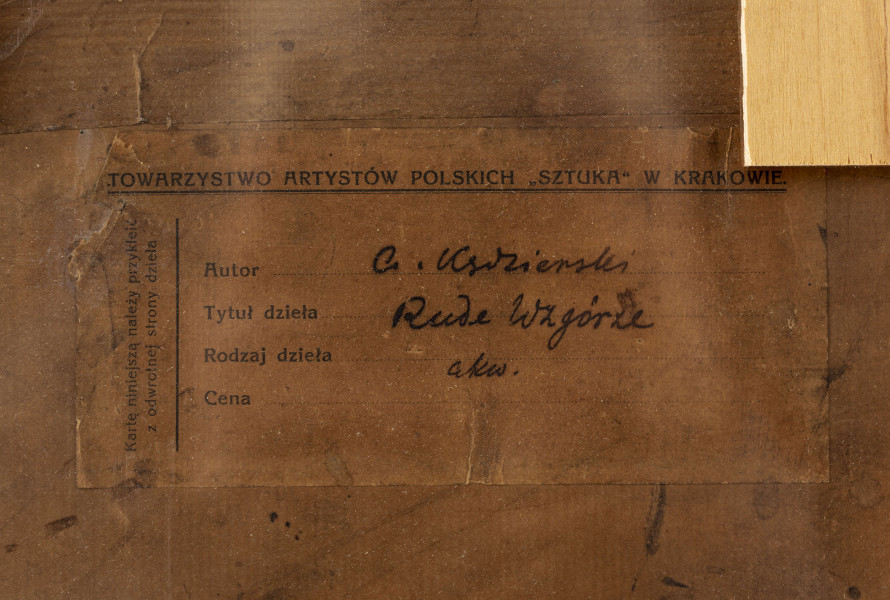 TOWARZYSTWO ARTYSTÓW POLSKICH „SZTUKA“ W KRAKOWIE.
Kartę niniejszą należy przykleić
z odwrotnej strony dzieła
Autor Cz. Kędzierski
Tytuł dzieła Rude Wzgórze
Rodzaj dzieła akw.
Cena